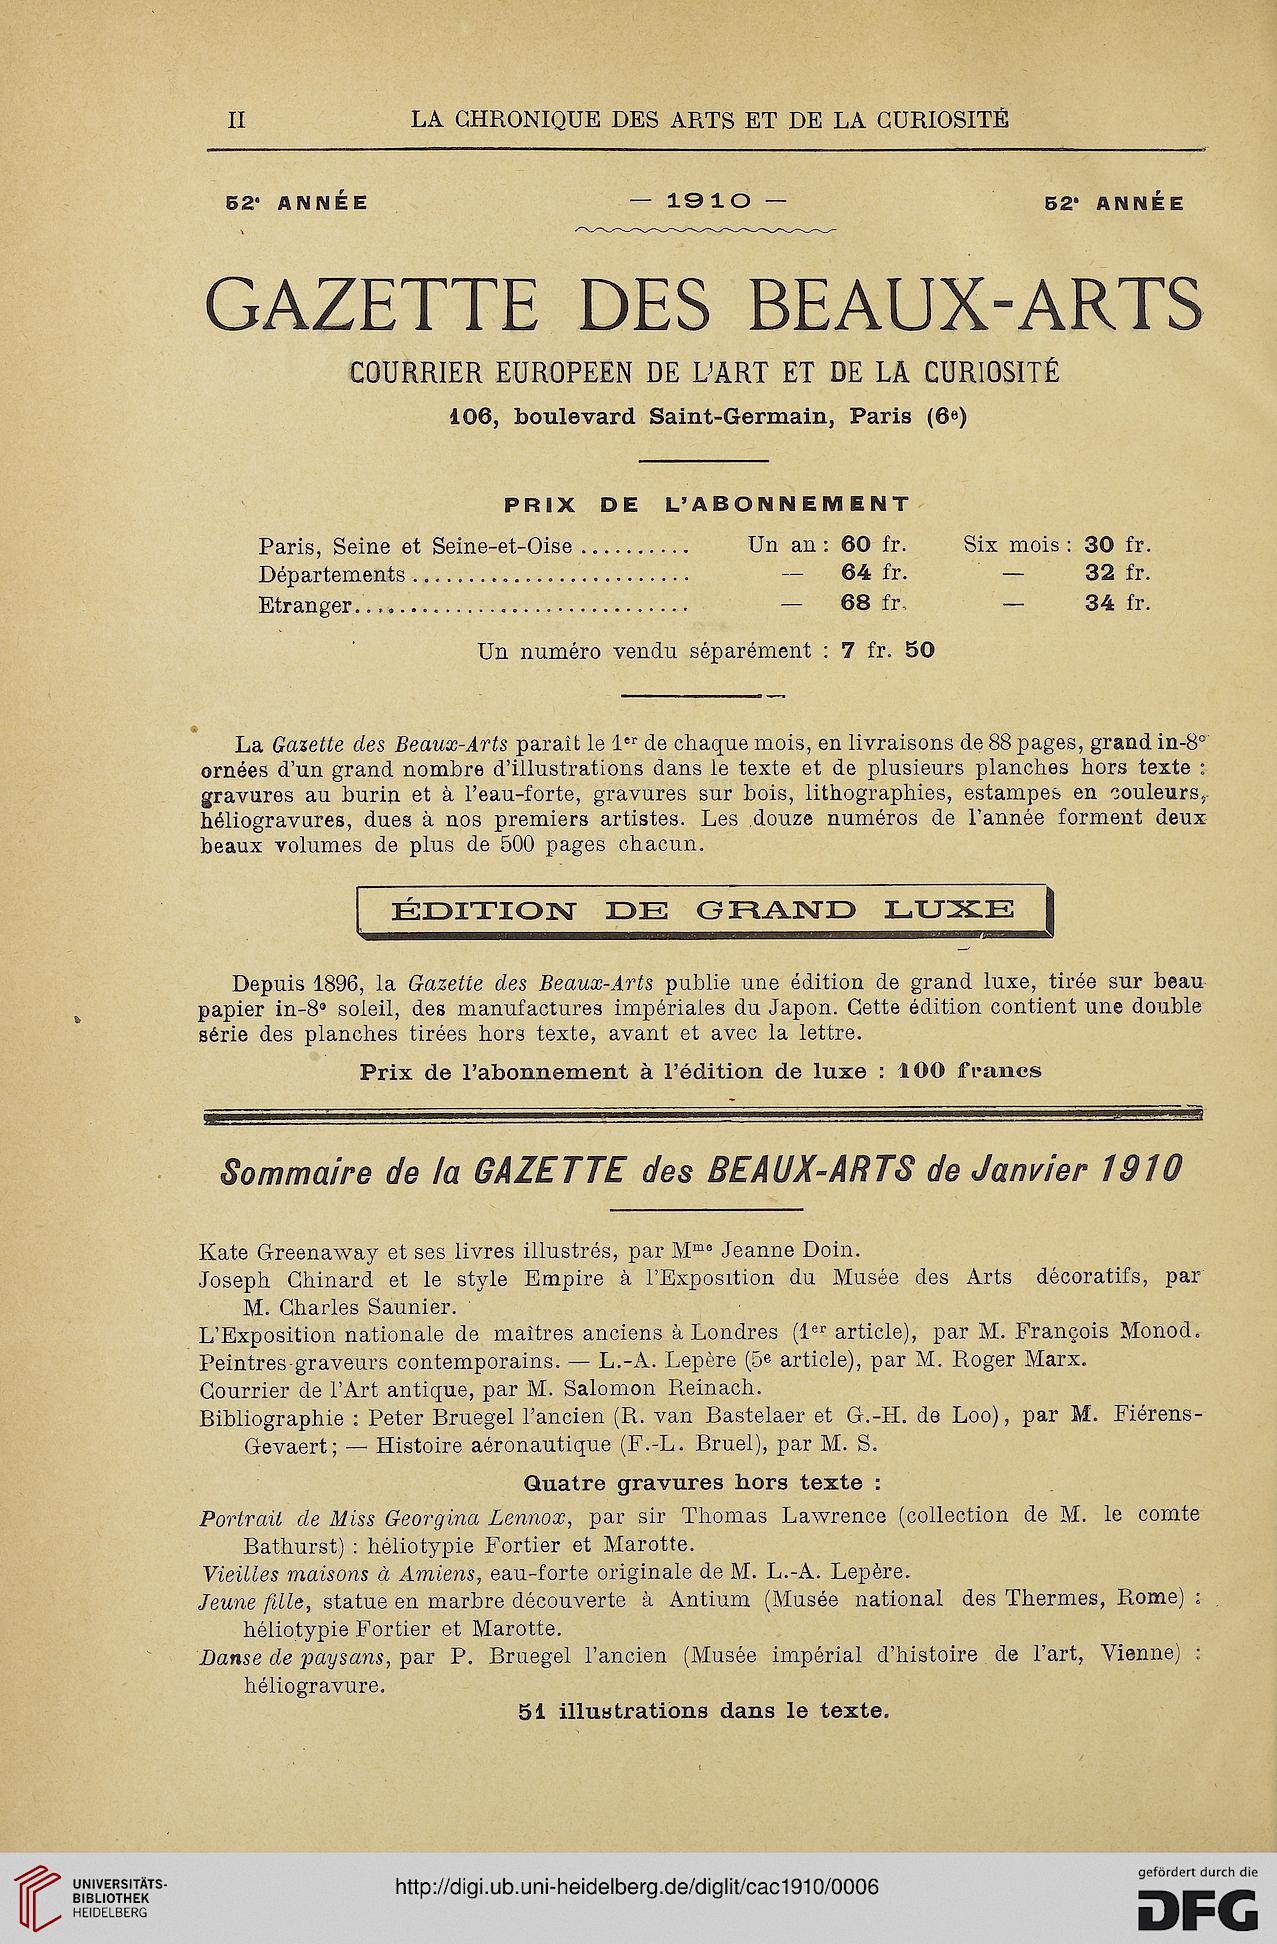 II LA CHRONIQUE DES ARTS ET DE LA CURIOSITÉ
52e ANNÉE — 1910 — 52e ANNÉE
GAZETTE DES BEAUX-ARTS
COURRIER EUROPEEN DE L'ART ET DE LA CURIOSITÉ
106, boulevard Saint-Germain, Paris (6e)
PRIX DE L'ABONNEMENT
Paris, Seine et Seine-et-Oise .......... Un an : 60 fr. Six mois : 30 fr.
Départements ......................... — 64 fr. — 32 fr.
Etranger.............................. — 68 fr. — 34 fr.
Un numéro vendu séparément : 7 fr. 50
La Gazette des Beaux-Arts paraît le 1er de chaque mois, en livraisons de 88 pages, grand in-8°
ornées d'un grand nombre d'illustrations dans le texte et de plusieurs planches hors texte :
gravures au burin et à l'eau-forte, gravures sur bois, lithographies, estampes en couleurs,
héliogravures, dues à nos premiers artistes. Les douze numéros de l'année forment deux
beaux volumes de plus de 500 pages chacun.
ÉDITION DE GRAND LUXE
Depuis 1896, la Gazette des Beaux-Arts publie une édition de grand luxe, tirée sur beau
papier in-8° soleil, des manufactures impériales du Japon. Cette édition contient une double
série des planches tirées hors texte, avant et avec la lettre.
Prix de l'abonnement à l'édition de luxe : 100 francs
Sommaire de la GAZETTE des BEAUX-ARTS de Janvier 1910
Kate Greenaway et ses livres illustrés, par Mme Jeanne Doin.
Joseph Chinard et le style Empire à l'Exposition du Musée des Arts décoratifs, par
M. Charles Saunier.
L'Exposition nationale de maîtres anciens à Londres (1er article), par M. François Monod.
Peintres-graveurs contemporains. — L.-A. Lepère (5e article), par M. Roger Marx.
Courrier de l'Art antique, par M. Salomon Reinach.
Bibliographie : Peter Bruegel l'ancien (R. van Bastelaer et G.-H. de Loo), par M. Fiérens-
Gevaert; — Histoire aéronautique (F.-L. Bruel), par M. S.
Quatre gravures hors texte :
Portrait de Miss Georgina Lennox, par sir Thomas Lawrence (collection de M. le comte
Bathurst) : héliotypie Fortier et Marotte.
Vieilles maisons à Amiens, eau-forte originale de M. L.-A. Lepère.
Jeune fille, statue en marbre découverte à Antium (Musée national des Thermes, Rome) :
héliotypie Fortier et Marotte.
Danse de paysans, par P. Bruegel l'ancien (Musée impérial d'histoire de l'art, Vienne) :
héliogravure.
51 illustrations dans le texte.
UNIVERSITÄTS-
BIBLIOTHEK
HEIDELBERG
http://digi.ub.uni-heidelberg.de/diglit/cac1910/0006
gefördert durch die
DFG